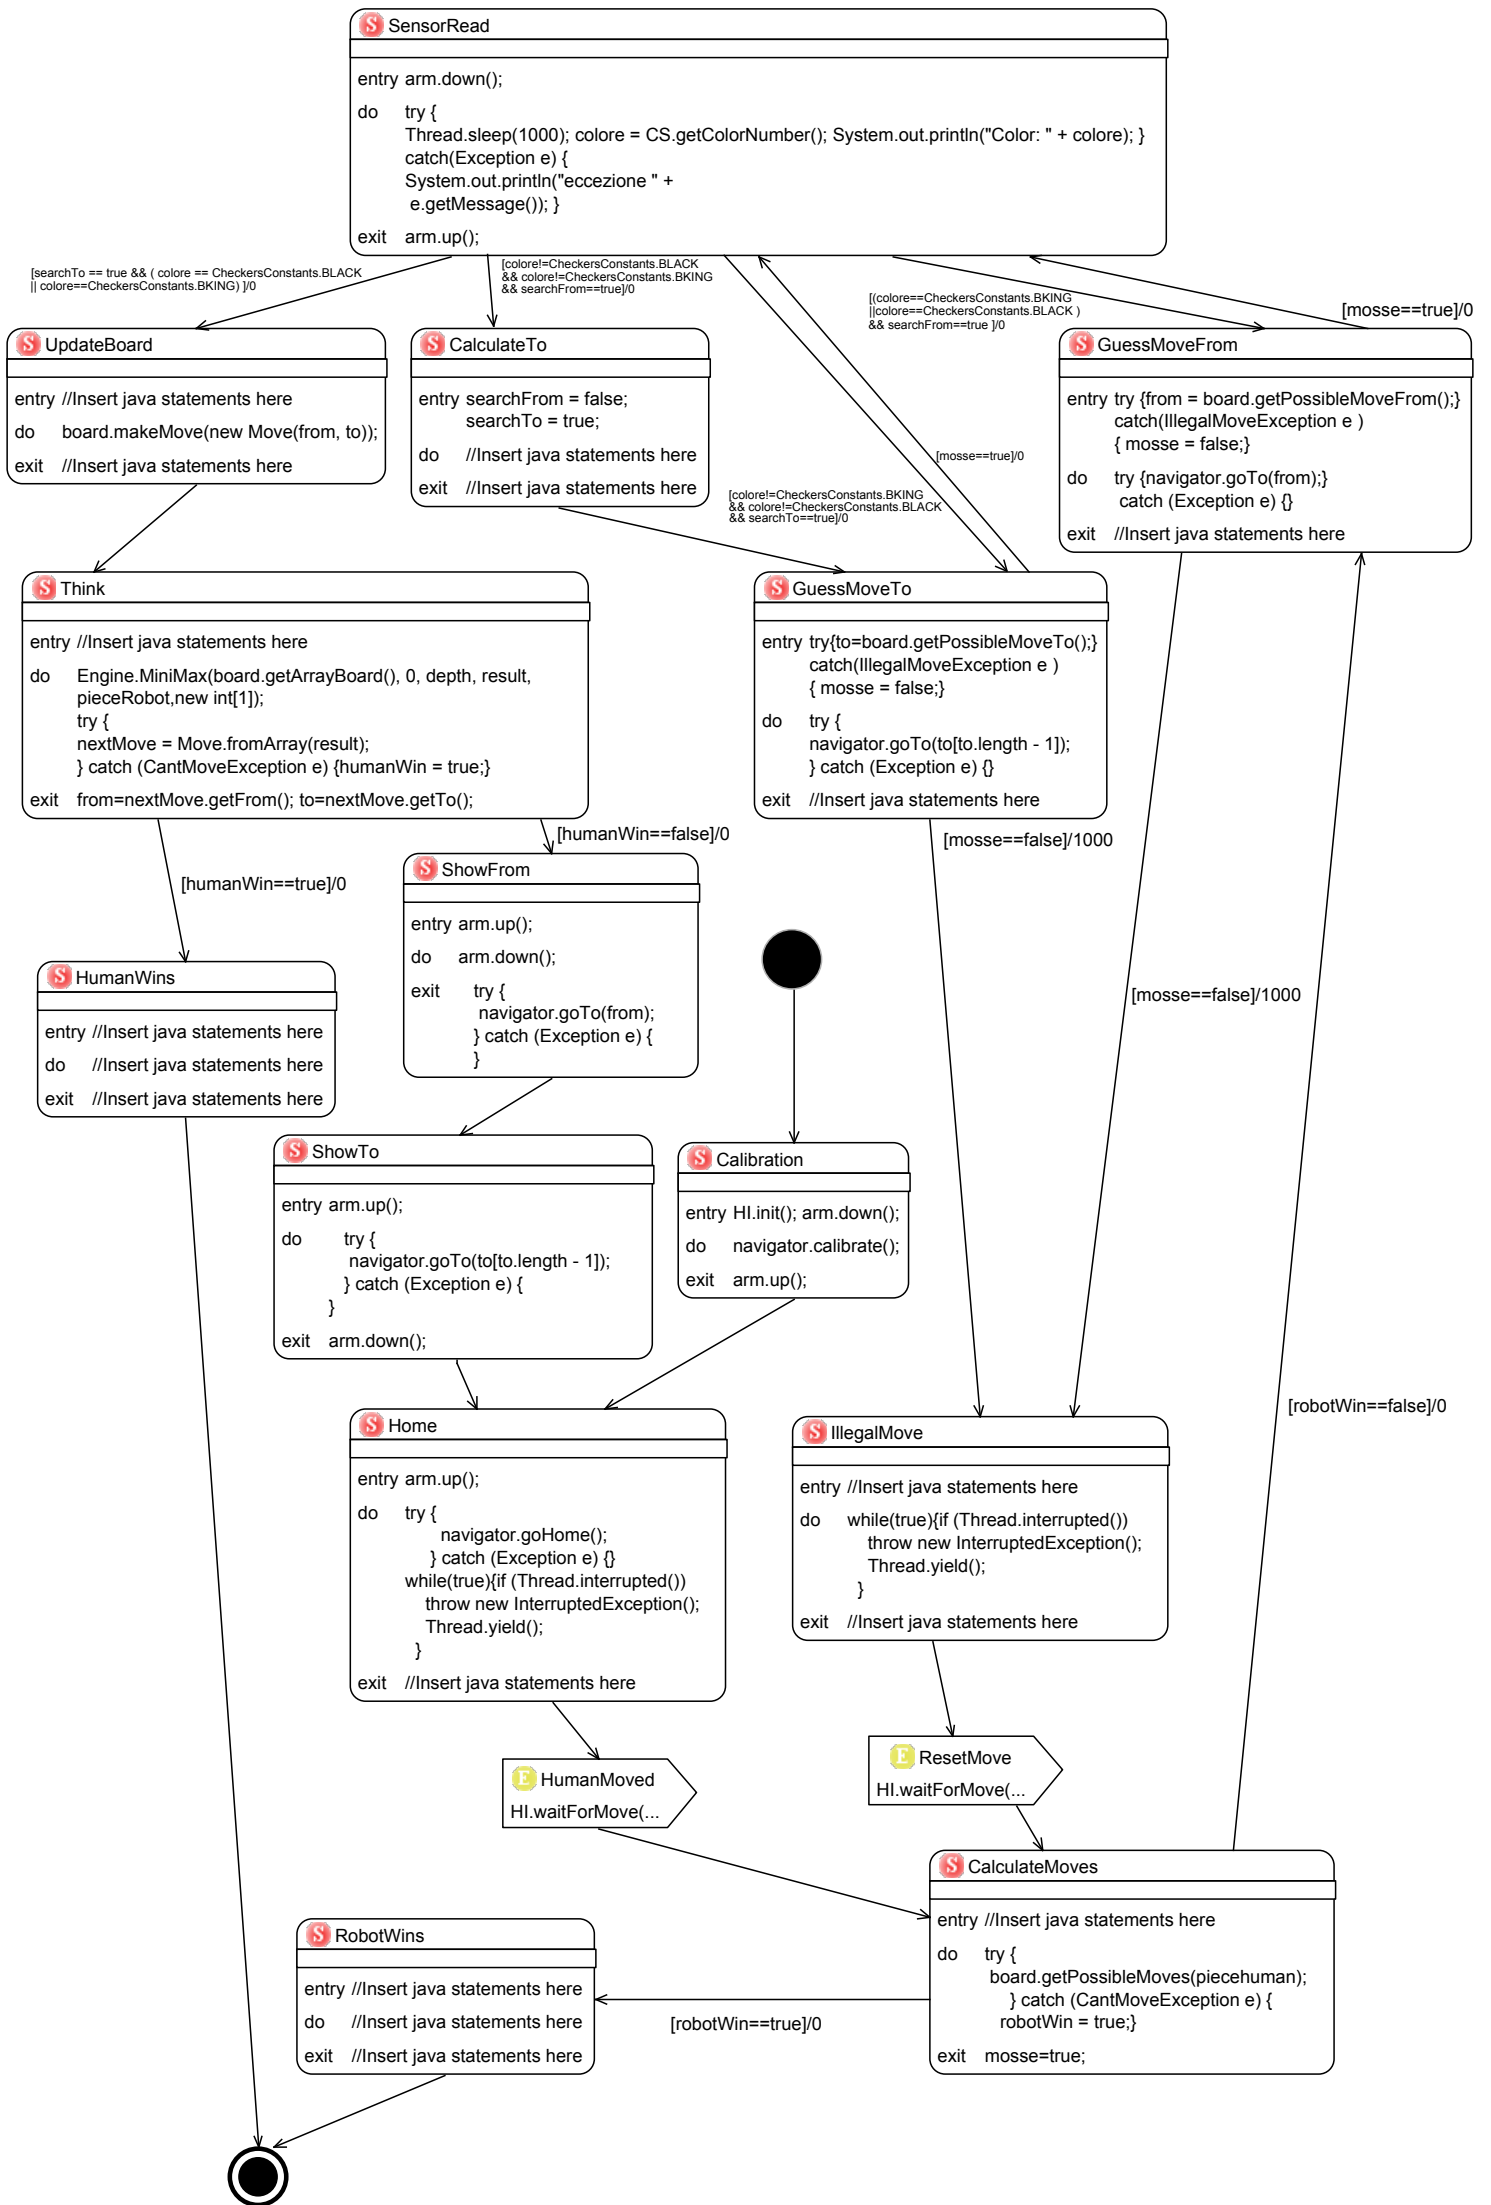 S SensorRead
entry arm.down();
do try {
Thread.sleep(1000); colore = CS.getColorNumber(); System.out.println("Color: " + colore); }
catch(Exception e) {
System.out.println("eccezione " +
e.getMessage()); }
exit arm.up();
[searchTo == true && ( colore == CheckersConstants.BLACK
|| colore==CheckersConstants.BKING) ]/0
[colore!=CheckersConstants.BLACK
&& colore!=CheckersConstants.BKING
&& searchFrom==true]/0
[(colore==CheckersConstants.BKING
||colore==CheckersConstants.BLACK )
&& searchFrom==true ]/0
[mosse==true]/0
S UpdateBoard
entry //Insert java statements here
do board.makeMove(new Move(from, to));
exit //Insert java statements here
S CalculateTo
entry searchFrom = false;
searchTo = true;
do //Insert java statements here
exit //Insert java statements here
S GuessMoveFrom
entry try {from = board.getPossibleMoveFrom();}
catch(IllegalMoveException e )
{ mosse = false;}
do try {navigator.goTo(from);}
catch (Exception e) {}
exit //Insert java statements here
[mosse==true]/0
[colore!=CheckersConstants.BKING
&& colore!=CheckersConstants.BLACK
&& searchTo==true]/0
S Think
entry //Insert java statements here
do Engine.MiniMax(board.getArrayBoard(), 0, depth, result,
pieceRobot,new int[1]);
try {
nextMove = Move.fromArray(result);
} catch (CantMoveException e) {humanWin = true;}
exit from=nextMove.getFrom(); to=nextMove.getTo();
S GuessMoveTo
entry try{to=board.getPossibleMoveTo();}
catch(IllegalMoveException e )
{ mosse = false;}
do try {
navigator.goTo(to[to.length - 1]);
} catch (Exception e) {}
exit //Insert java statements here
[humanWin==false]/0
[mosse==false]/1000
[humanWin==true]/0
S ShowFrom
entry arm.up();
do arm.down();
exit try {
navigator.goTo(from);
} catch (Exception e) {
}
[mosse==false]/1000
S HumanWins
entry //Insert java statements here
do //Insert java statements here
exit //Insert java statements here
S ShowTo
entry arm.up();
do try {
navigator.goTo(to[to.length - 1]);
} catch (Exception e) {
}
exit arm.down();
S Calibration
entry HI.init(); arm.down();
do navigator.calibrate();
exit arm.up();
[robotWin==false]/0
S Home
entry arm.up();
do try {
navigator.goHome();
} catch (Exception e) {}
while(true){if (Thread.interrupted())
throw new InterruptedException();
Thread.yield();
}
exit //Insert java statements here
S IllegalMove
entry //Insert java statements here
do while(true){if (Thread.interrupted())
throw new InterruptedException();
Thread.yield();
}
exit //Insert java statements here
E HumanMoved
HI.waitForMove(...
E ResetMove
HI.waitForMove(...
S CalculateMoves
entry //Insert java statements here
do try {
board.getPossibleMoves(piecehuman);
} catch (CantMoveException e) {
robotWin = true;}
exit mosse=true;
S RobotWins
entry //Insert java statements here
do //Insert java statements here
exit //Insert java statements here
[robotWin==true]/0